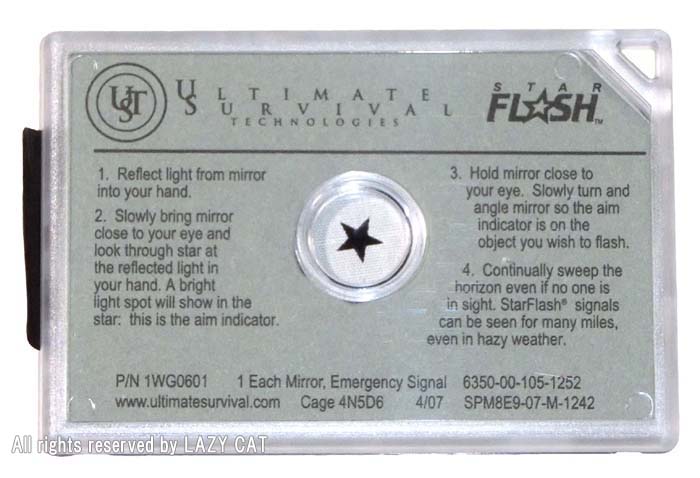 UST
ULTIMATE
SURVIVAL
TECHNOLOGIES
STAR
FLASH™
1. Reflect light from mirror
into your hand.
2. Slowly bring mirror
close to your eye and
look through star at
the reflected light in
your hand. A bright
light spot will show in the
star: this is the aim indicator.
3. Hold mirror close to
your eye. Slowly turn and
angle mirror so the aim
indicator is on the
object you wish to flash.
4. Continually sweep the
horizon even if no one is
in sight. StarFlash® signals
can be seen for many miles,
even in hazy weather.
P/N 1WG0601 1 Each Mirror, Emergency Signal 6350-00-105-1252
www.ultimatesurvival.com Cage 4N5D6 4/07 SPM8E9-07-M-1242
All rights reserved by LAZY CAT